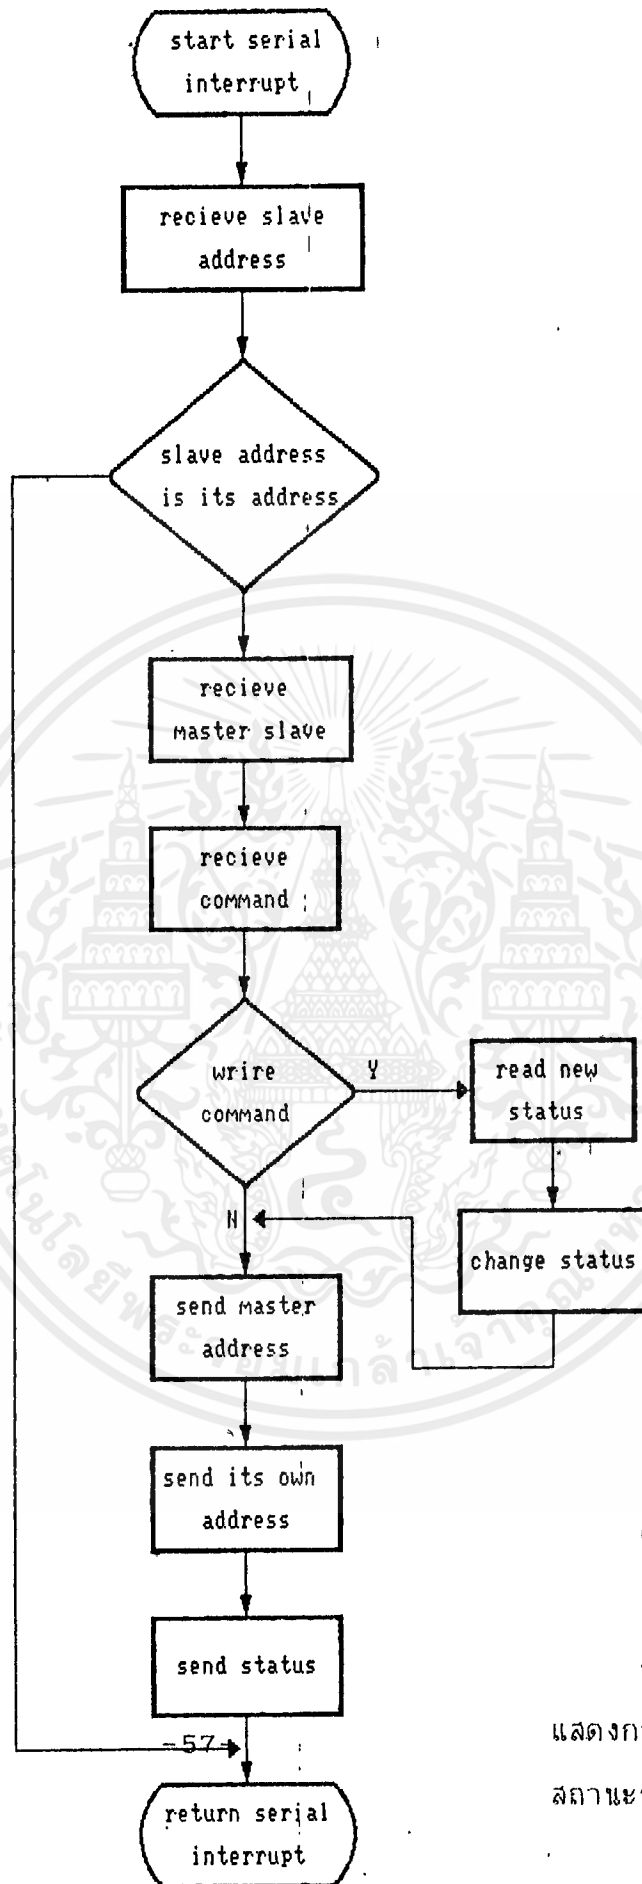 start serial
interrupt
recieve slave
address
slave address
is its address
recieve
master slave
recieve
command
wrire
command
Y
read new
status
N
change status
send master
address
send its own
address
send status
-57-
แสดงกา
สถานะข
return serial
interrupt